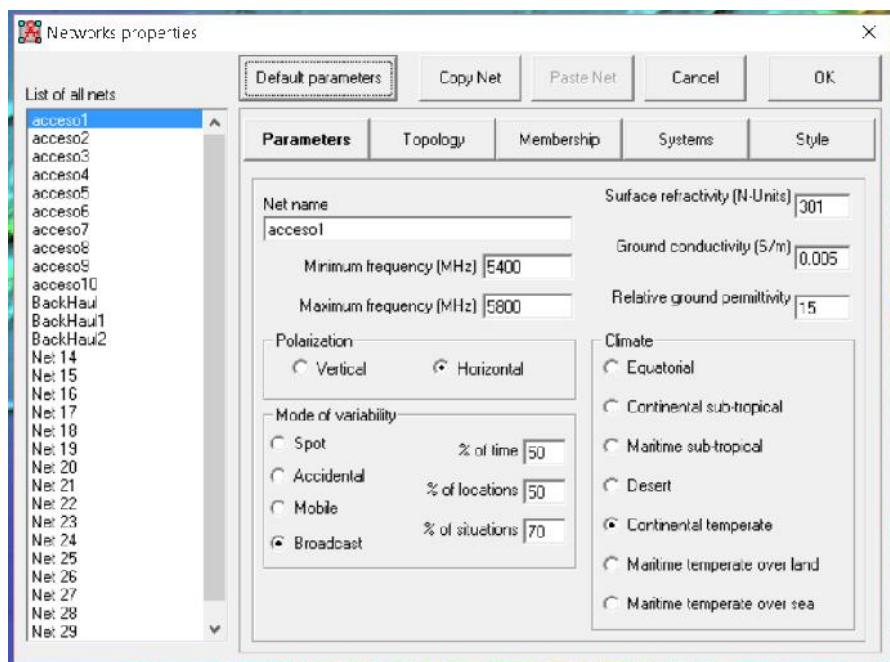 Networks properties
Default parameters
Copy Net
Paste Net
Cancel
OK
List of all nets
acceso1
acceso2
acceso3
acceso4
acceso5
acceso6
acceso7
acceso8
acceso9
acceso10
BackHaul
BackHaul1
BackHaul2
Net 14
Net 15
Net 16
Net 17
Net 18
Net 19
Net 20
Net 21
Net 22
Net 23
Net 24
Net 25
Net 26
Net 27
Net 28
Net 29
Parameters
Topology
Membership
Systems
Style
Net name
acceso1
Minimum frequency (MHz) 5400
Maximum frequency (MHz) 5800
Polarization
Vertical
Horizontal
Mode of variability
Spot
Accidental
Mobile
Broadcast
% of time 50
% of locations 50
% of situations 70
Surface refractivity (N-Units) 301
Ground conductivity (S/m) 0.005
Relative ground permittivity 15
Climate
Equatorial
Continental sub-tropical
Maritime sub-tropical
Desert
Continental temperate
Maritime temperate over land
Maritime temperate over sea